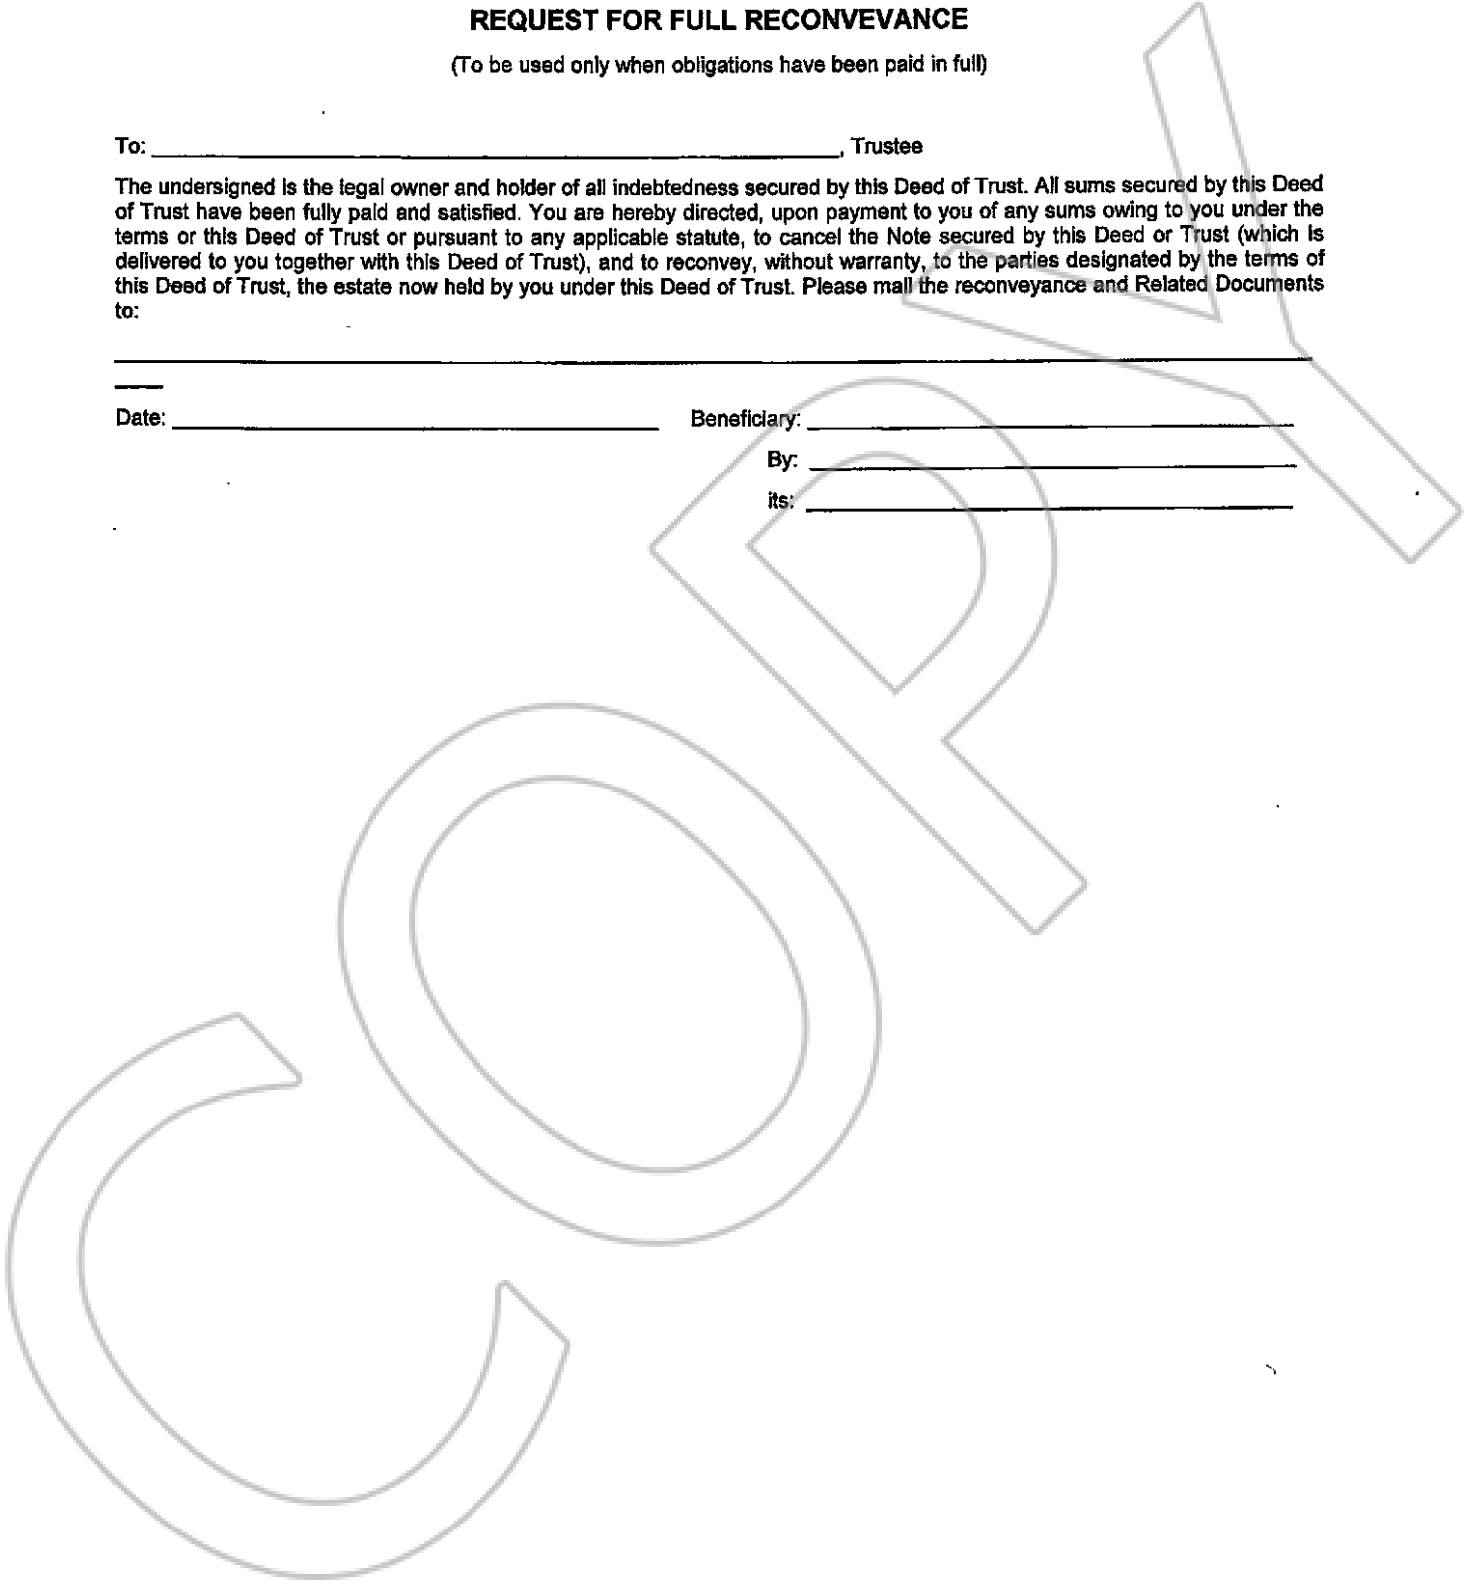 REQUEST FOR FULL RECONVEVANCE
(To be used only when obligations have been paid in full)
To: ____________________, Trustee
The undersigned is the legal owner and holder of all indebtedness secured by this Deed of Trust. All sums secured by this Deed
of Trust have been fully paid and satisfied. You are hereby directed, upon payment to you of any sums owing to you under the
terms or this Deed of Trust or pursuant to any applicable statute, to cancel the Note secured by this Deed or Trust (which is
delivered to you together with this Deed of Trust), and to reconvey, without warranty, to the parties designated by the terms of
this Deed of Trust, the estate now held by you under this Deed of Trust. Please mail the reconveyance and Related Documents
to:
Date: ____________________ Beneficiary: ____________________
By: ____________________
its: ____________________
COPY